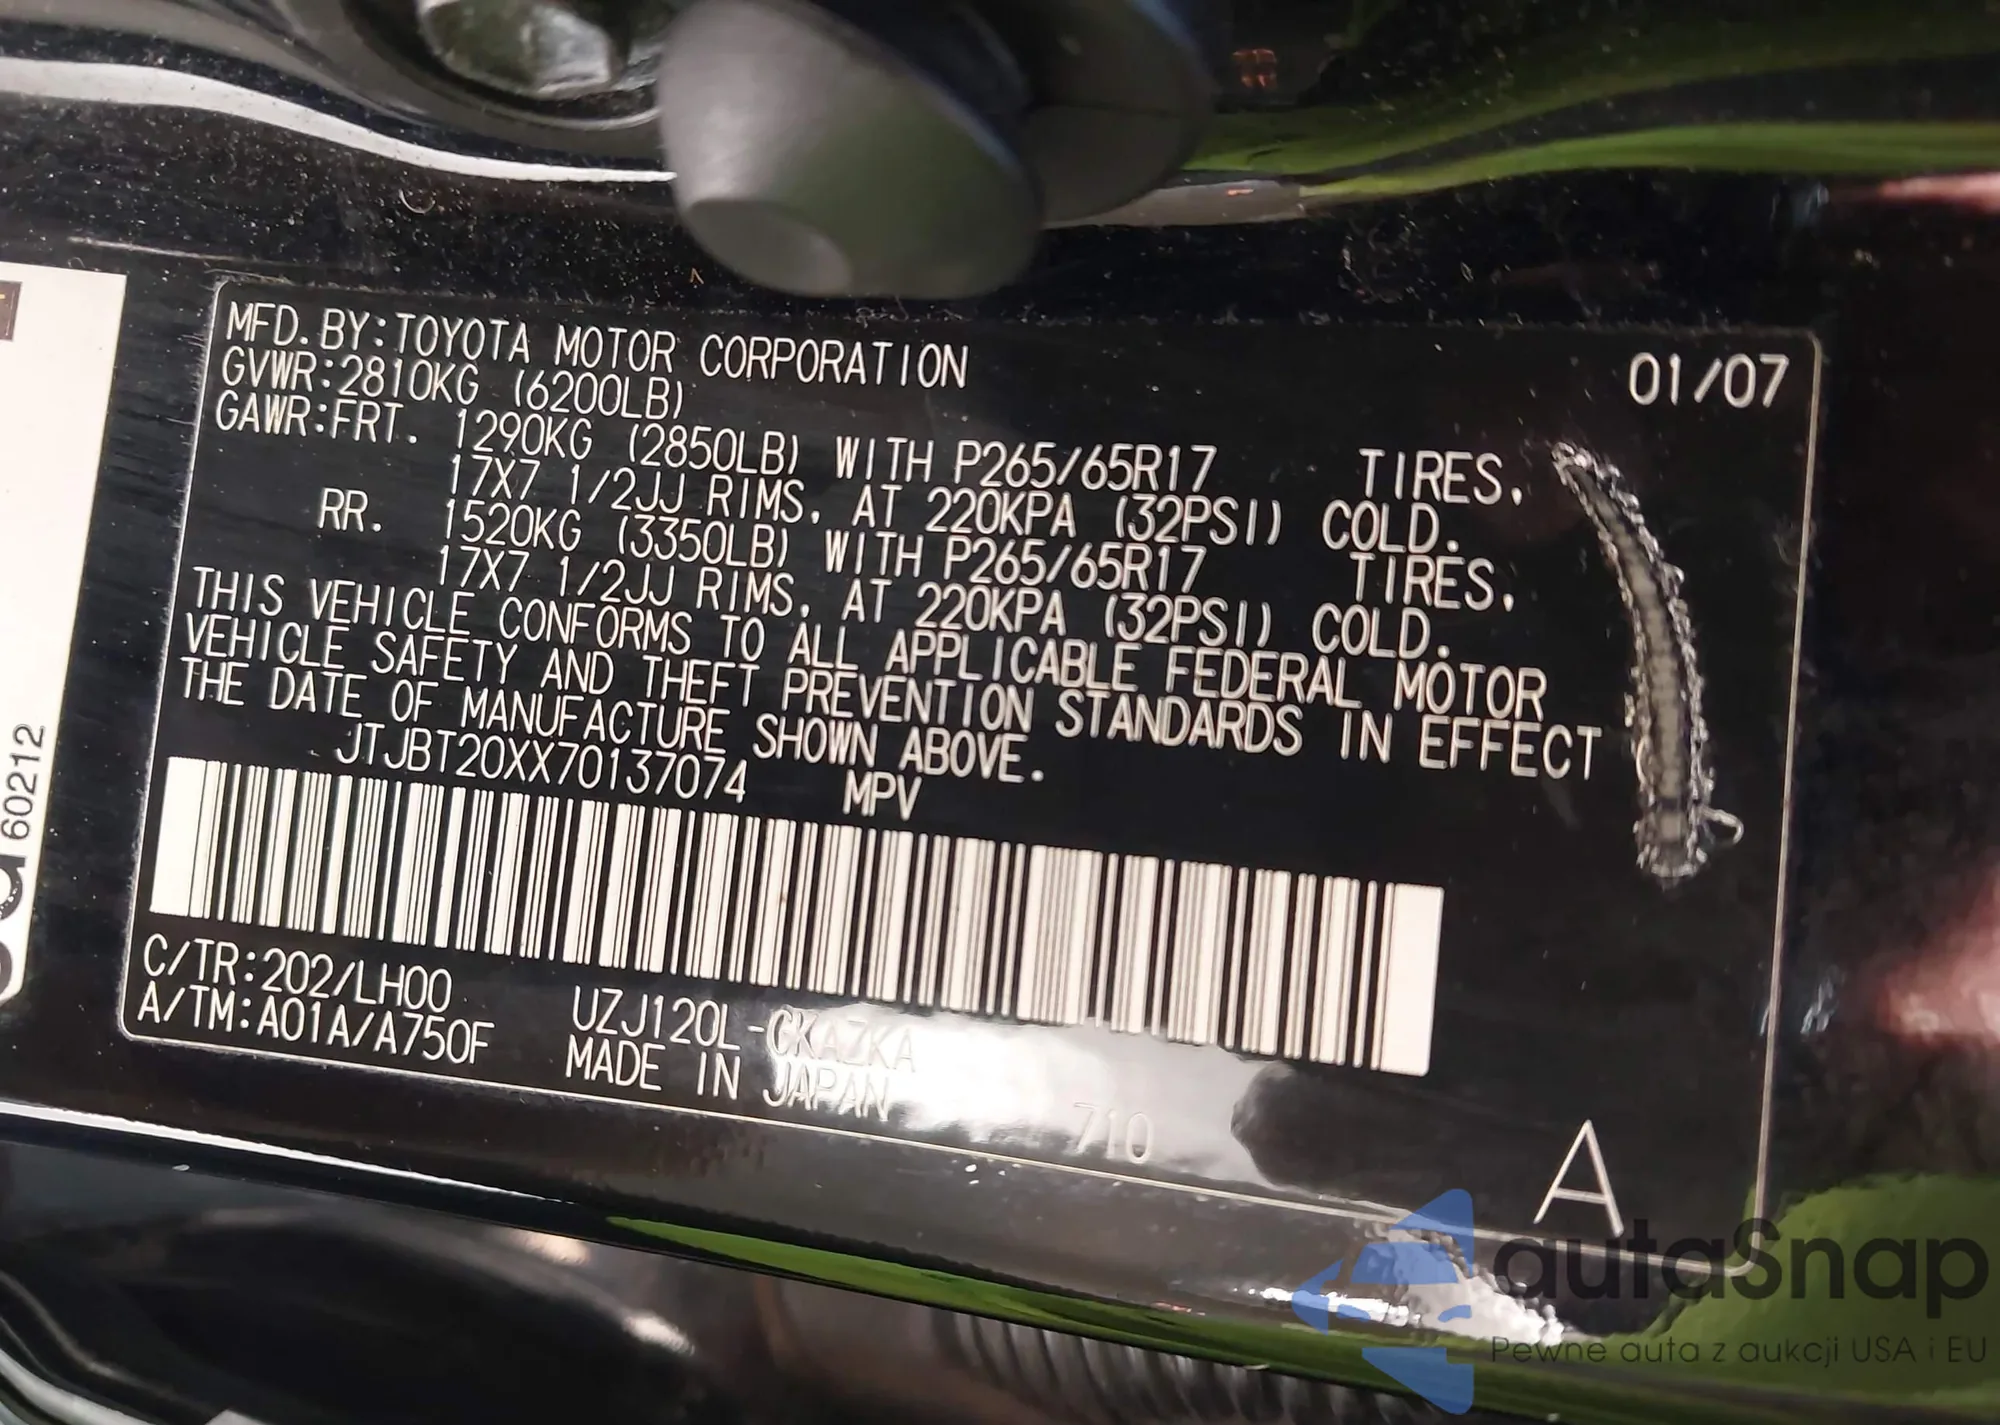 MFD. BY:TOYOTA MOTOR CORPORATION 01/07
GVWR:2810KG (6200LB)
GAWR:FRT. 1290KG (2850LB) WITH P265/65R17 TIRES,
17X7 1/2JJ RIMS, AT 220KPA (32PSI) COLD.
RR. 1520KG (3350LB) WITH P265/65R17 TIRES,
17X7 1/2JJ RIMS, AT 220KPA (32PSI) COLD.
THIS VEHICLE CONFORMS TO ALL APPLICABLE FEDERAL MOTOR
VEHICLE SAFETY AND THEFT PREVENTION STANDARDS IN EFFECT
THE DATE OF MANUFACTURE SHOWN ABOVE.
JTJBT20XX70137074 MPV
C/TR:202/LH00 UZJ120L-GKAZKA
A/TM:A01A/A750F MADE IN JAPAN
710
A
60212
autaSnap
Pewne auta z aukcji USA i EU